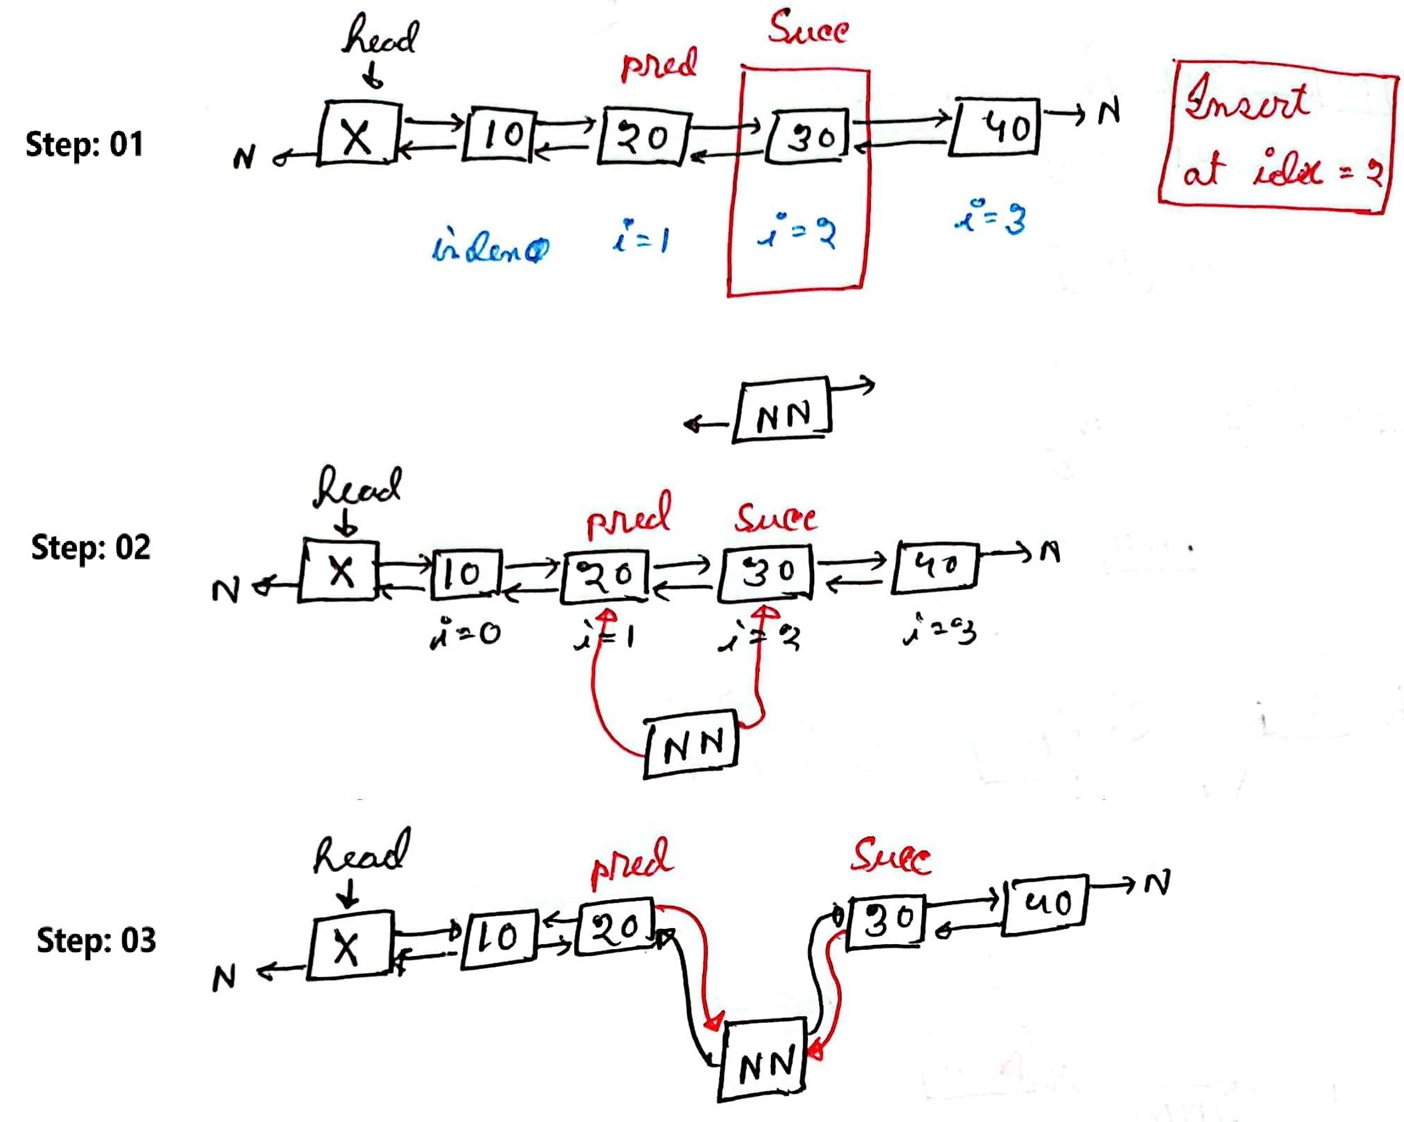 head
Succ
pred
Step: 01
N X 10 20 30 40 N
Insert
at idx = 2
i=1 i=2 i=3
NN
head
pred Succ
Step: 02
N X 10 20 30 40 N
i=0 i=1 i=2 i=3
NN
head
pred Succ
Step: 03
N X 10 20 30 40 N
NN